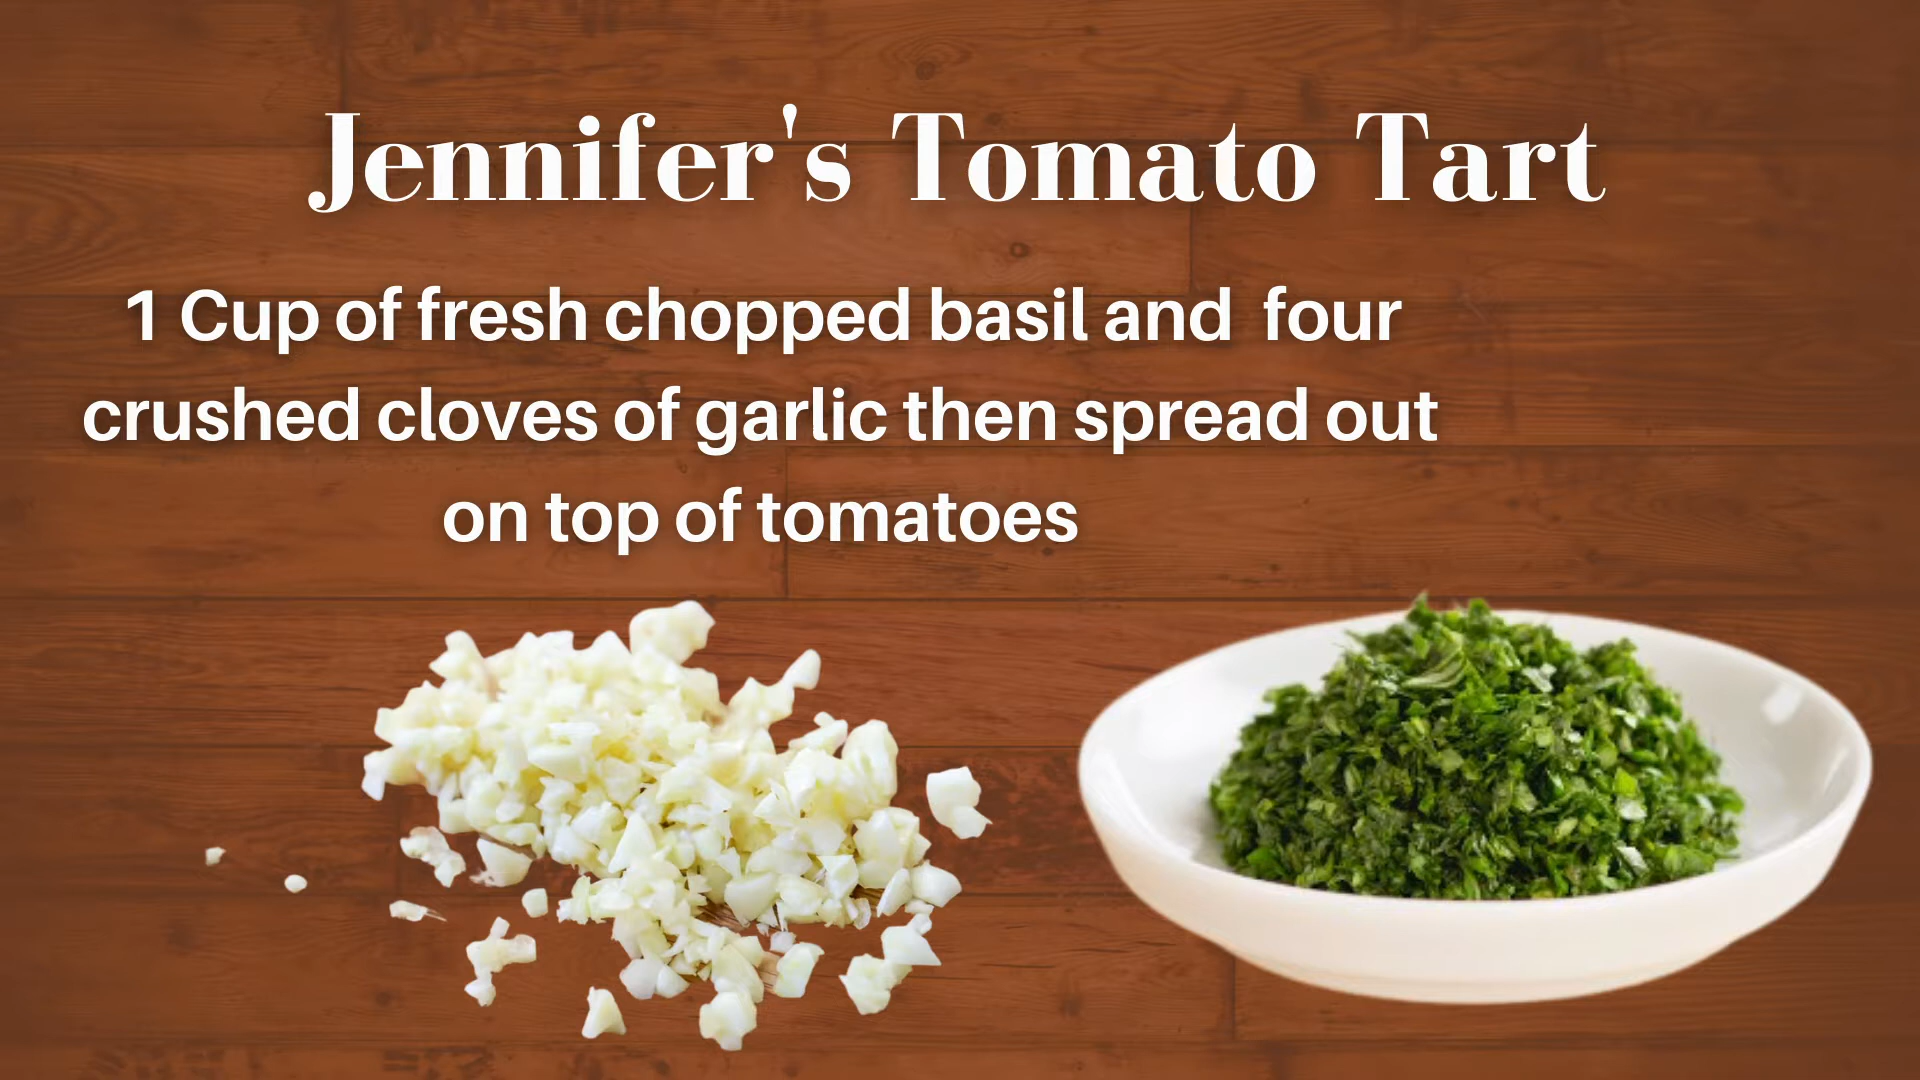 Jennifer's Tomato Tart
1 Cup of fresh chopped basil and  four
crushed cloves of garlic then spread out
on top of tomatoes